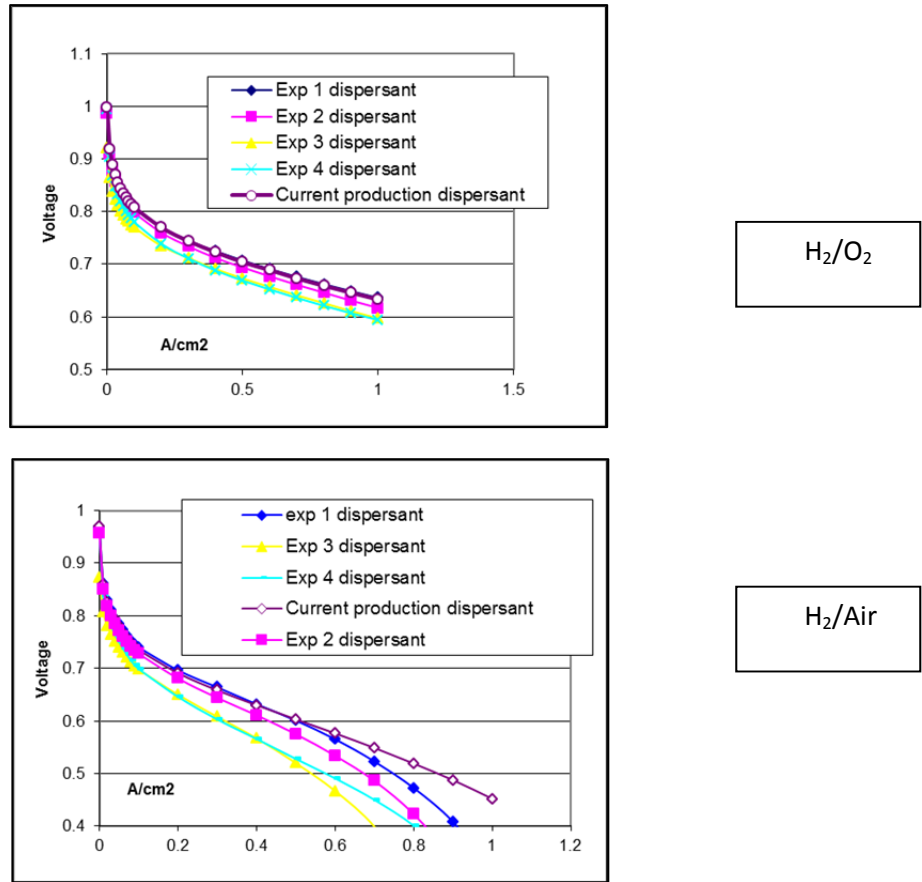 1.1
1
0.9
0.8
0.7
0.6
0.5
Voltage
Exp 1 dispersant
Exp 2 dispersant
Exp 3 dispersant
Exp 4 dispersant
Current production dispersant
A/cm2
0
0.5
1
1.5
H₂/O₂
1
0.9
0.8
0.7
0.6
0.5
0.4
Voltage
exp 1 dispersant
Exp 3 dispersant
Exp 4 dispersant
Current production dispersant
Exp 2 dispersant
A/cm2
0
0.2
0.4
0.6
0.8
1
1.2
H₂/Air